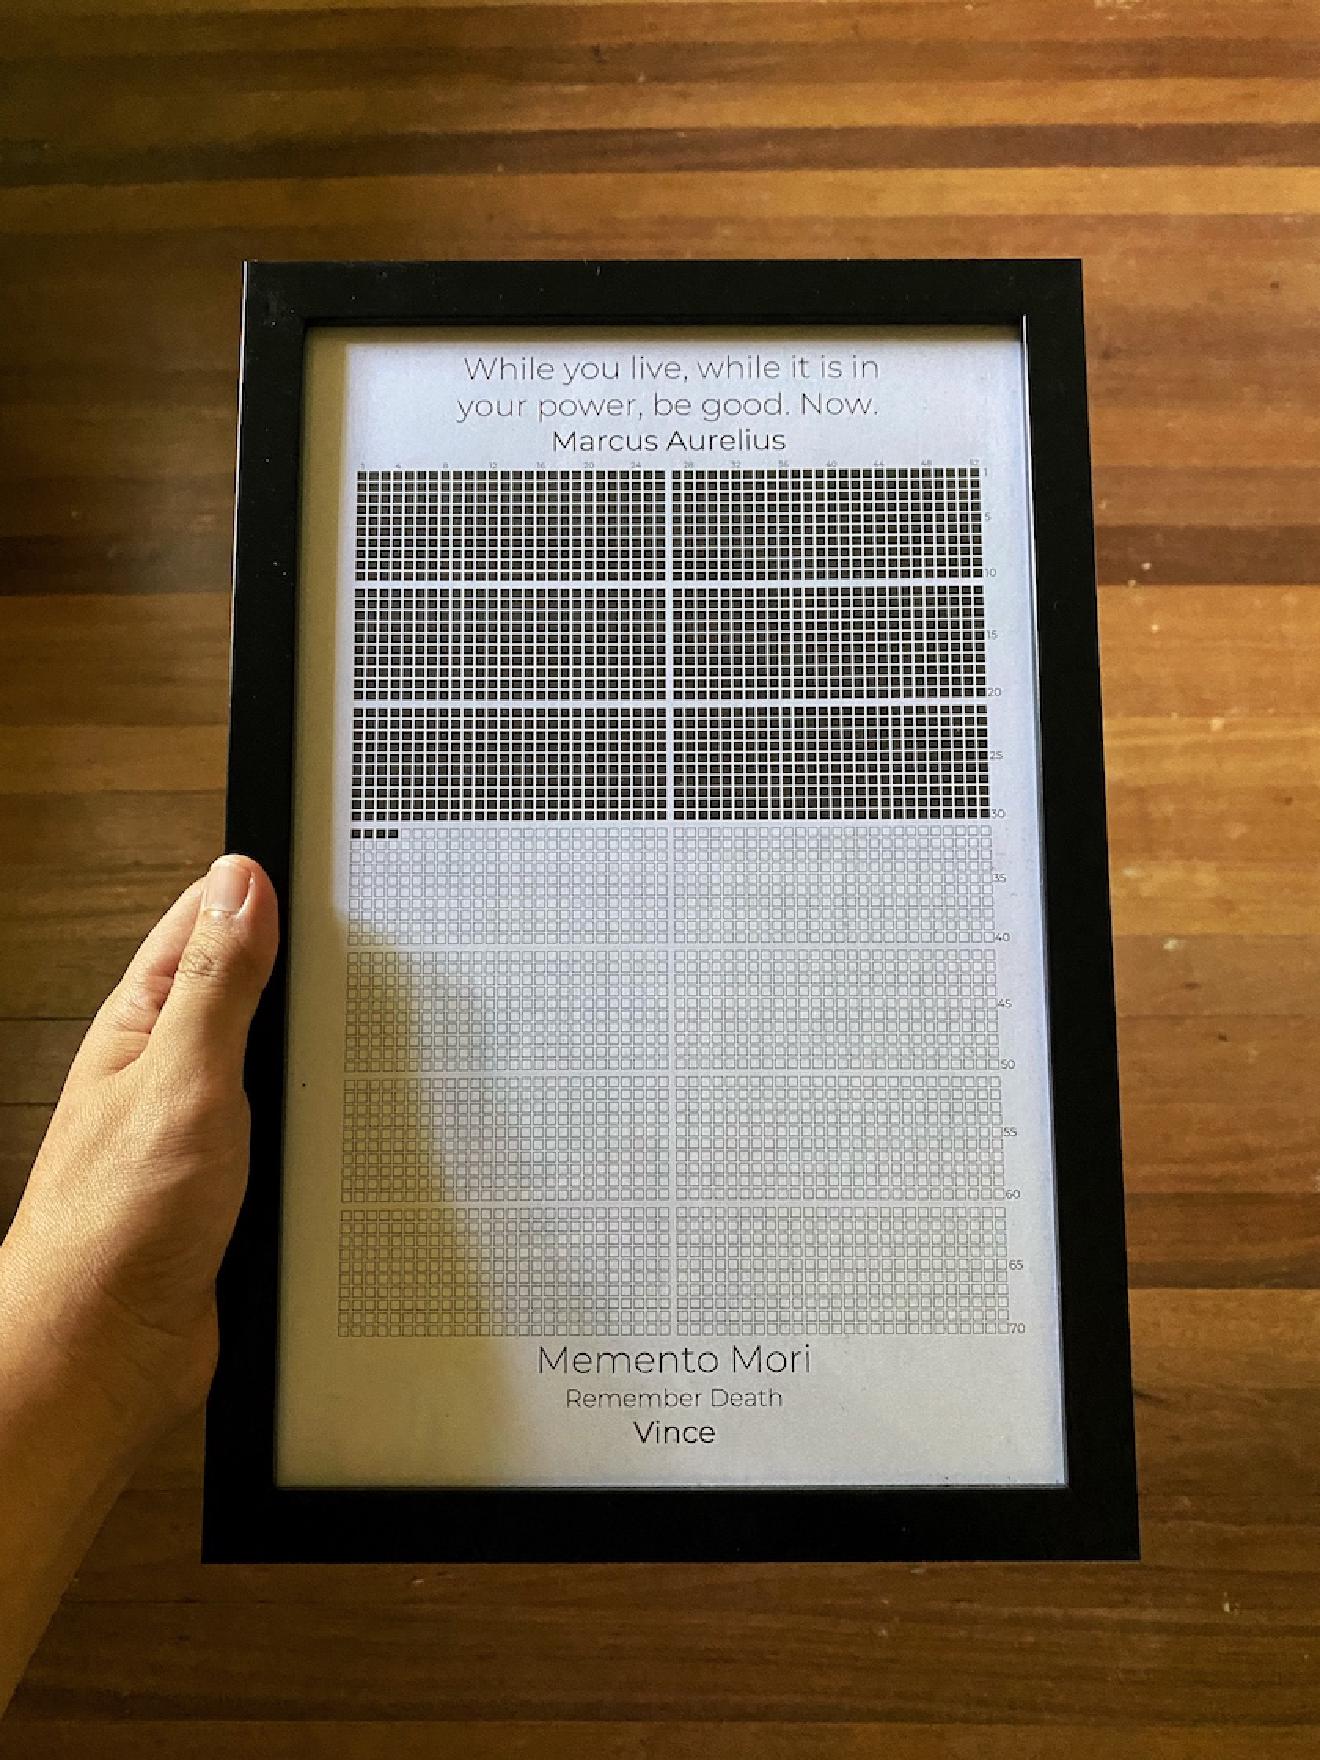 While you live, while it is in
your power, be good. Now.
Marcus Aurelius
1 4 8 12 16 20 24 28 32 36 40 44 48 52
1
5
10
15
20
25
30
35
40
45
50
55
60
65
70
Memento Mori
Remember Death
Vince